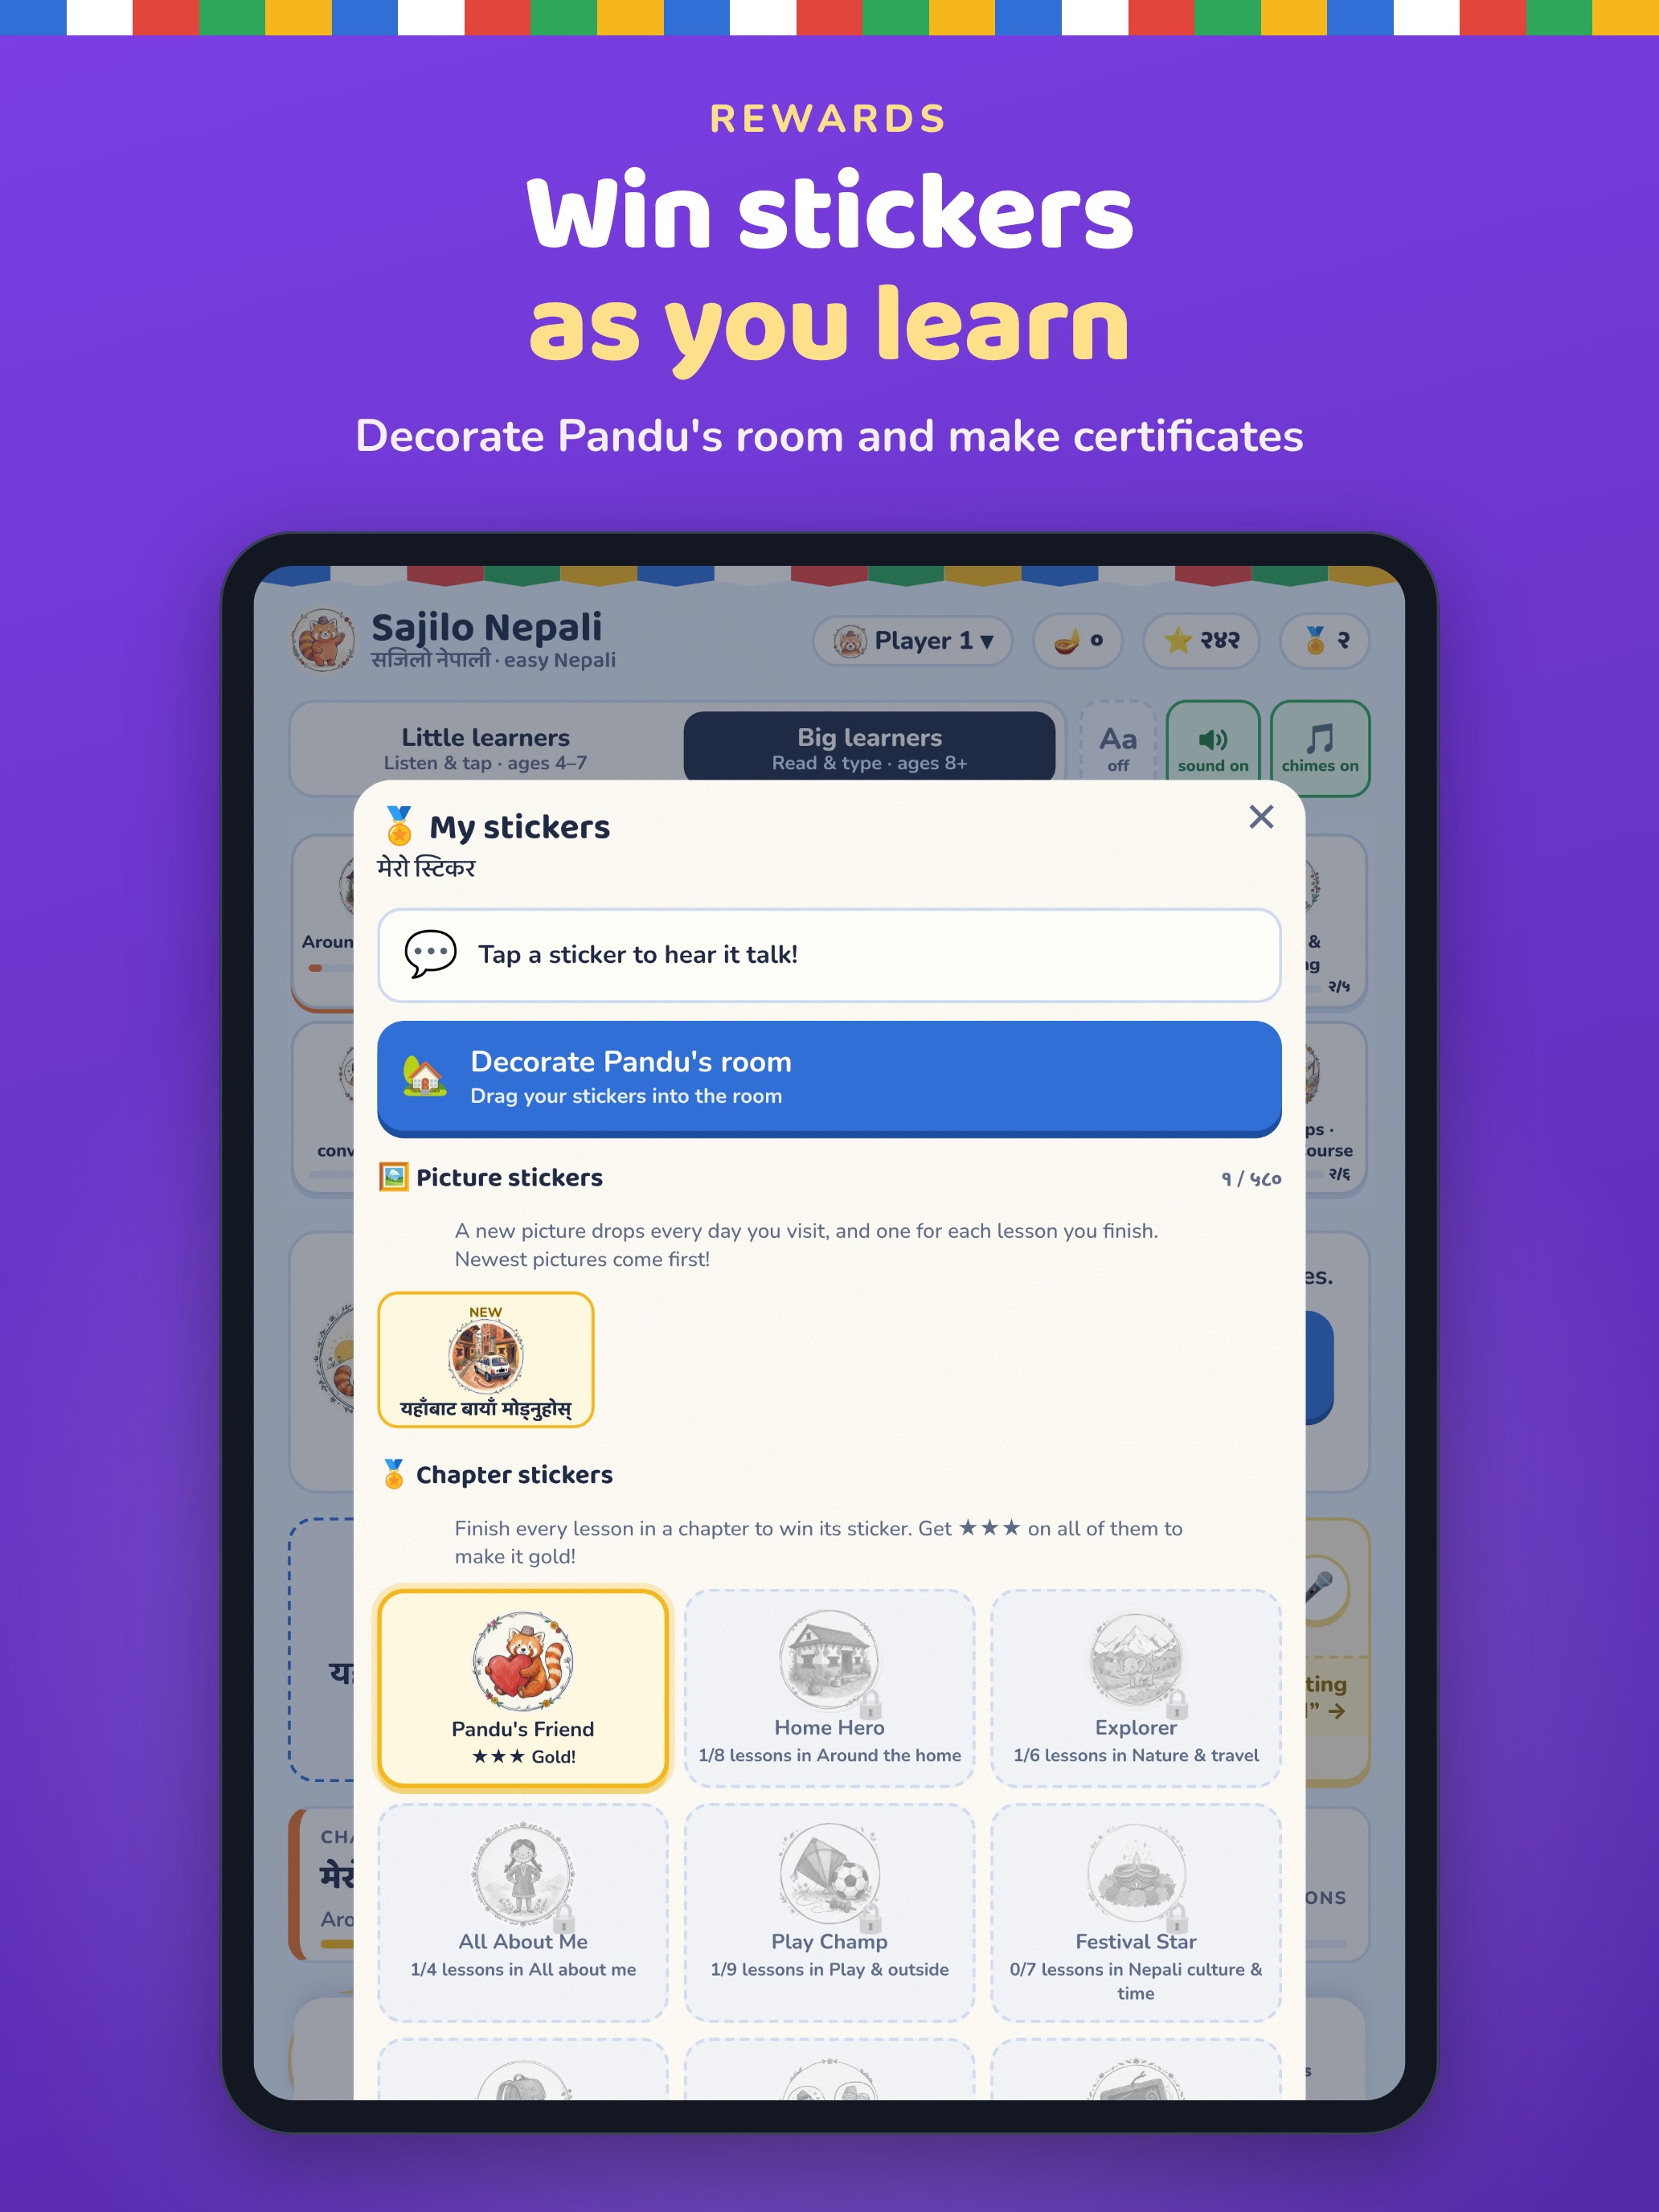 REWARDS
Win stickers
as you learn
Decorate Pandu's room and make certificates
Sajilo Nepali
सजिलो नेपाली · easy Nepali
Player 1 ▾
०
२४२
२
Little learners
Listen & tap · ages 4–7
Big learners
Read & type · ages 8+
Aa
off
sound on
chimes on
My stickers
मेरो स्टिकर
Tap a sticker to hear it talk!
Decorate Pandu's room
Drag your stickers into the room
Picture stickers
१ / ५८०
A new picture drops every day you visit, and one for each lesson you finish.
Newest pictures come first!
NEW
यहाँबाट बायाँ मोड्नुहोस्
Chapter stickers
Finish every lesson in a chapter to win its sticker. Get ★★★ on all of them to
make it gold!
Pandu's Friend
★★★ Gold!
Home Hero
1/8 lessons in Around the home
Explorer
1/6 lessons in Nature & travel
All About Me
1/4 lessons in All about me
Play Champ
1/9 lessons in Play & outside
Festival Star
0/7 lessons in Nepali culture &
time
&
२/५
२/६